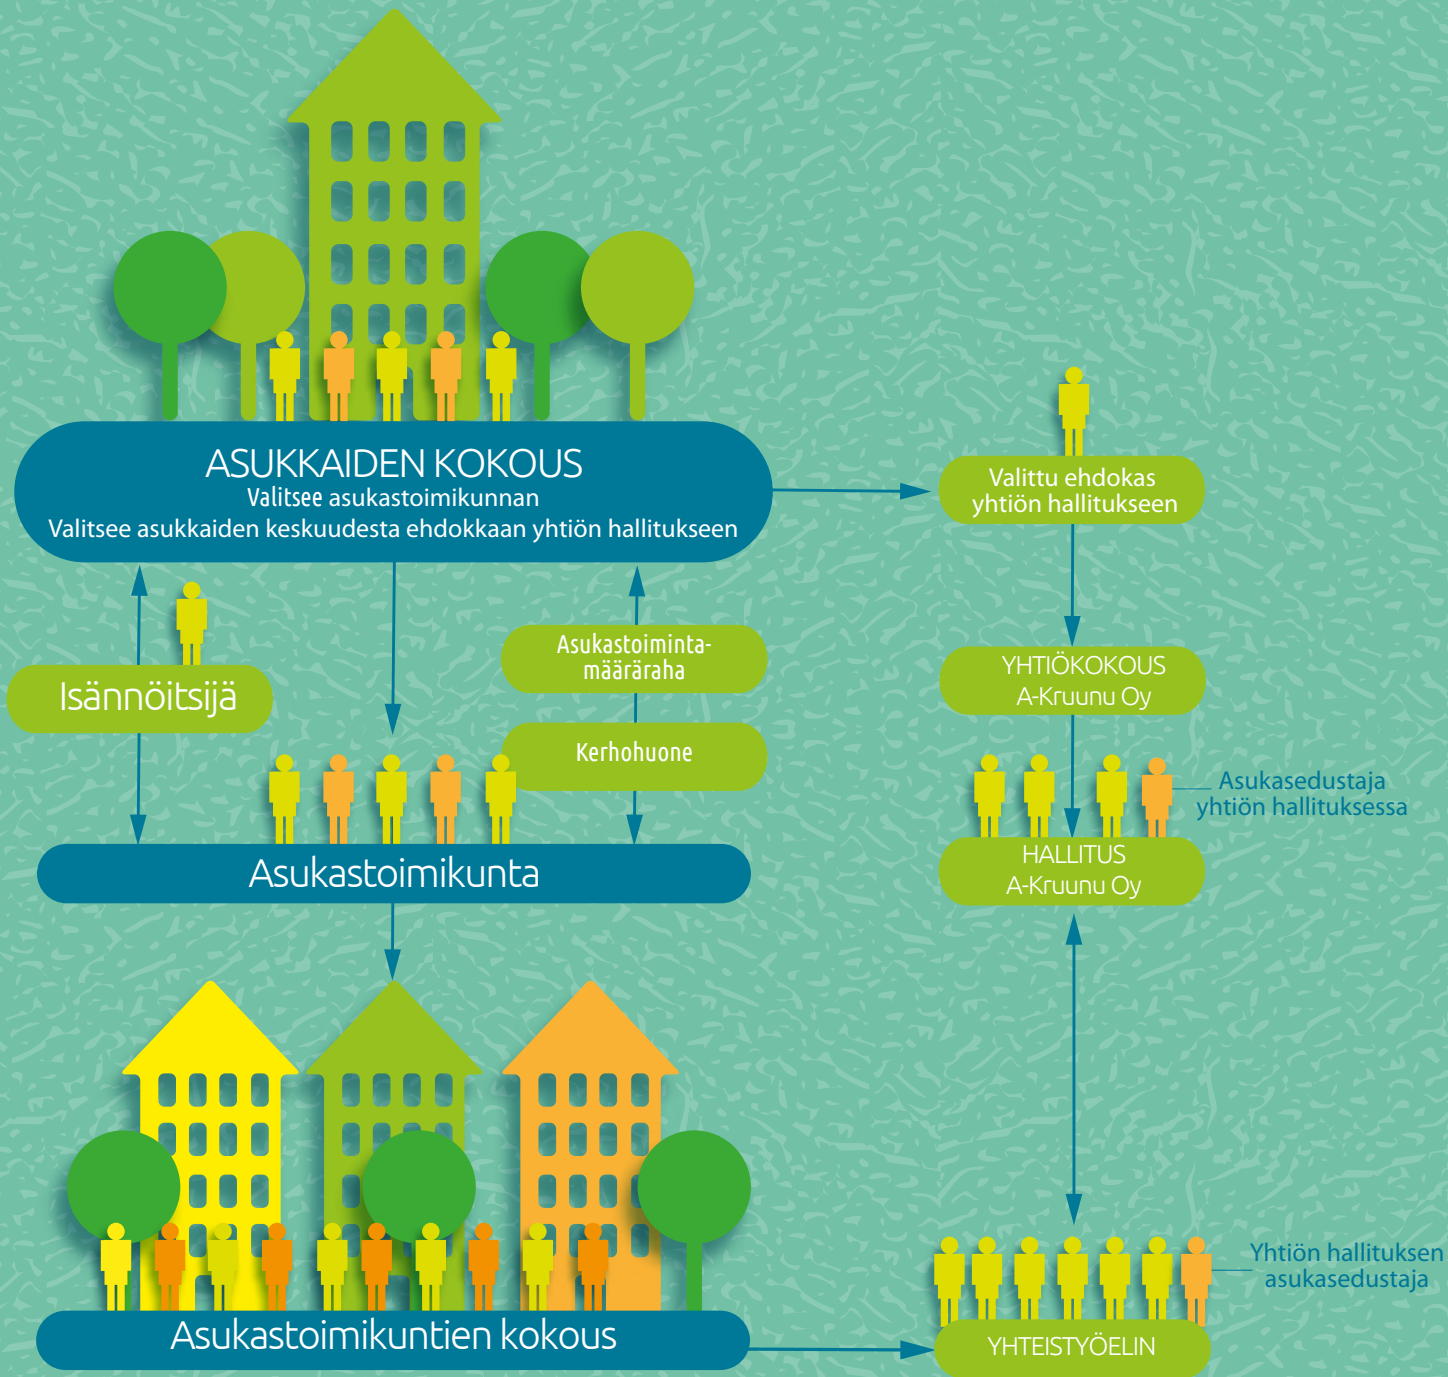 ASUKKAIDEN KOKOUS
Valitsee asukastoimikunnan
Valitsee asukkaiden keskuudesta ehdokkaan yhtiön hallitukseen
Valittu ehdokas
yhtiön hallitukseen
Isännöitsijä
Asukastoiminta-
määräraha
Kerhohuone
YHTIÖKOKOUS
A-Kruunu Oy
Asukasedustaja
yhtiön hallituksessa
HALLITUS
A-Kruunu Oy
Asukastoimikunta
Yhtiön hallituksen
asukasedustaja
Asukastoimikuntien kokous
YHTEISTYÖELIN